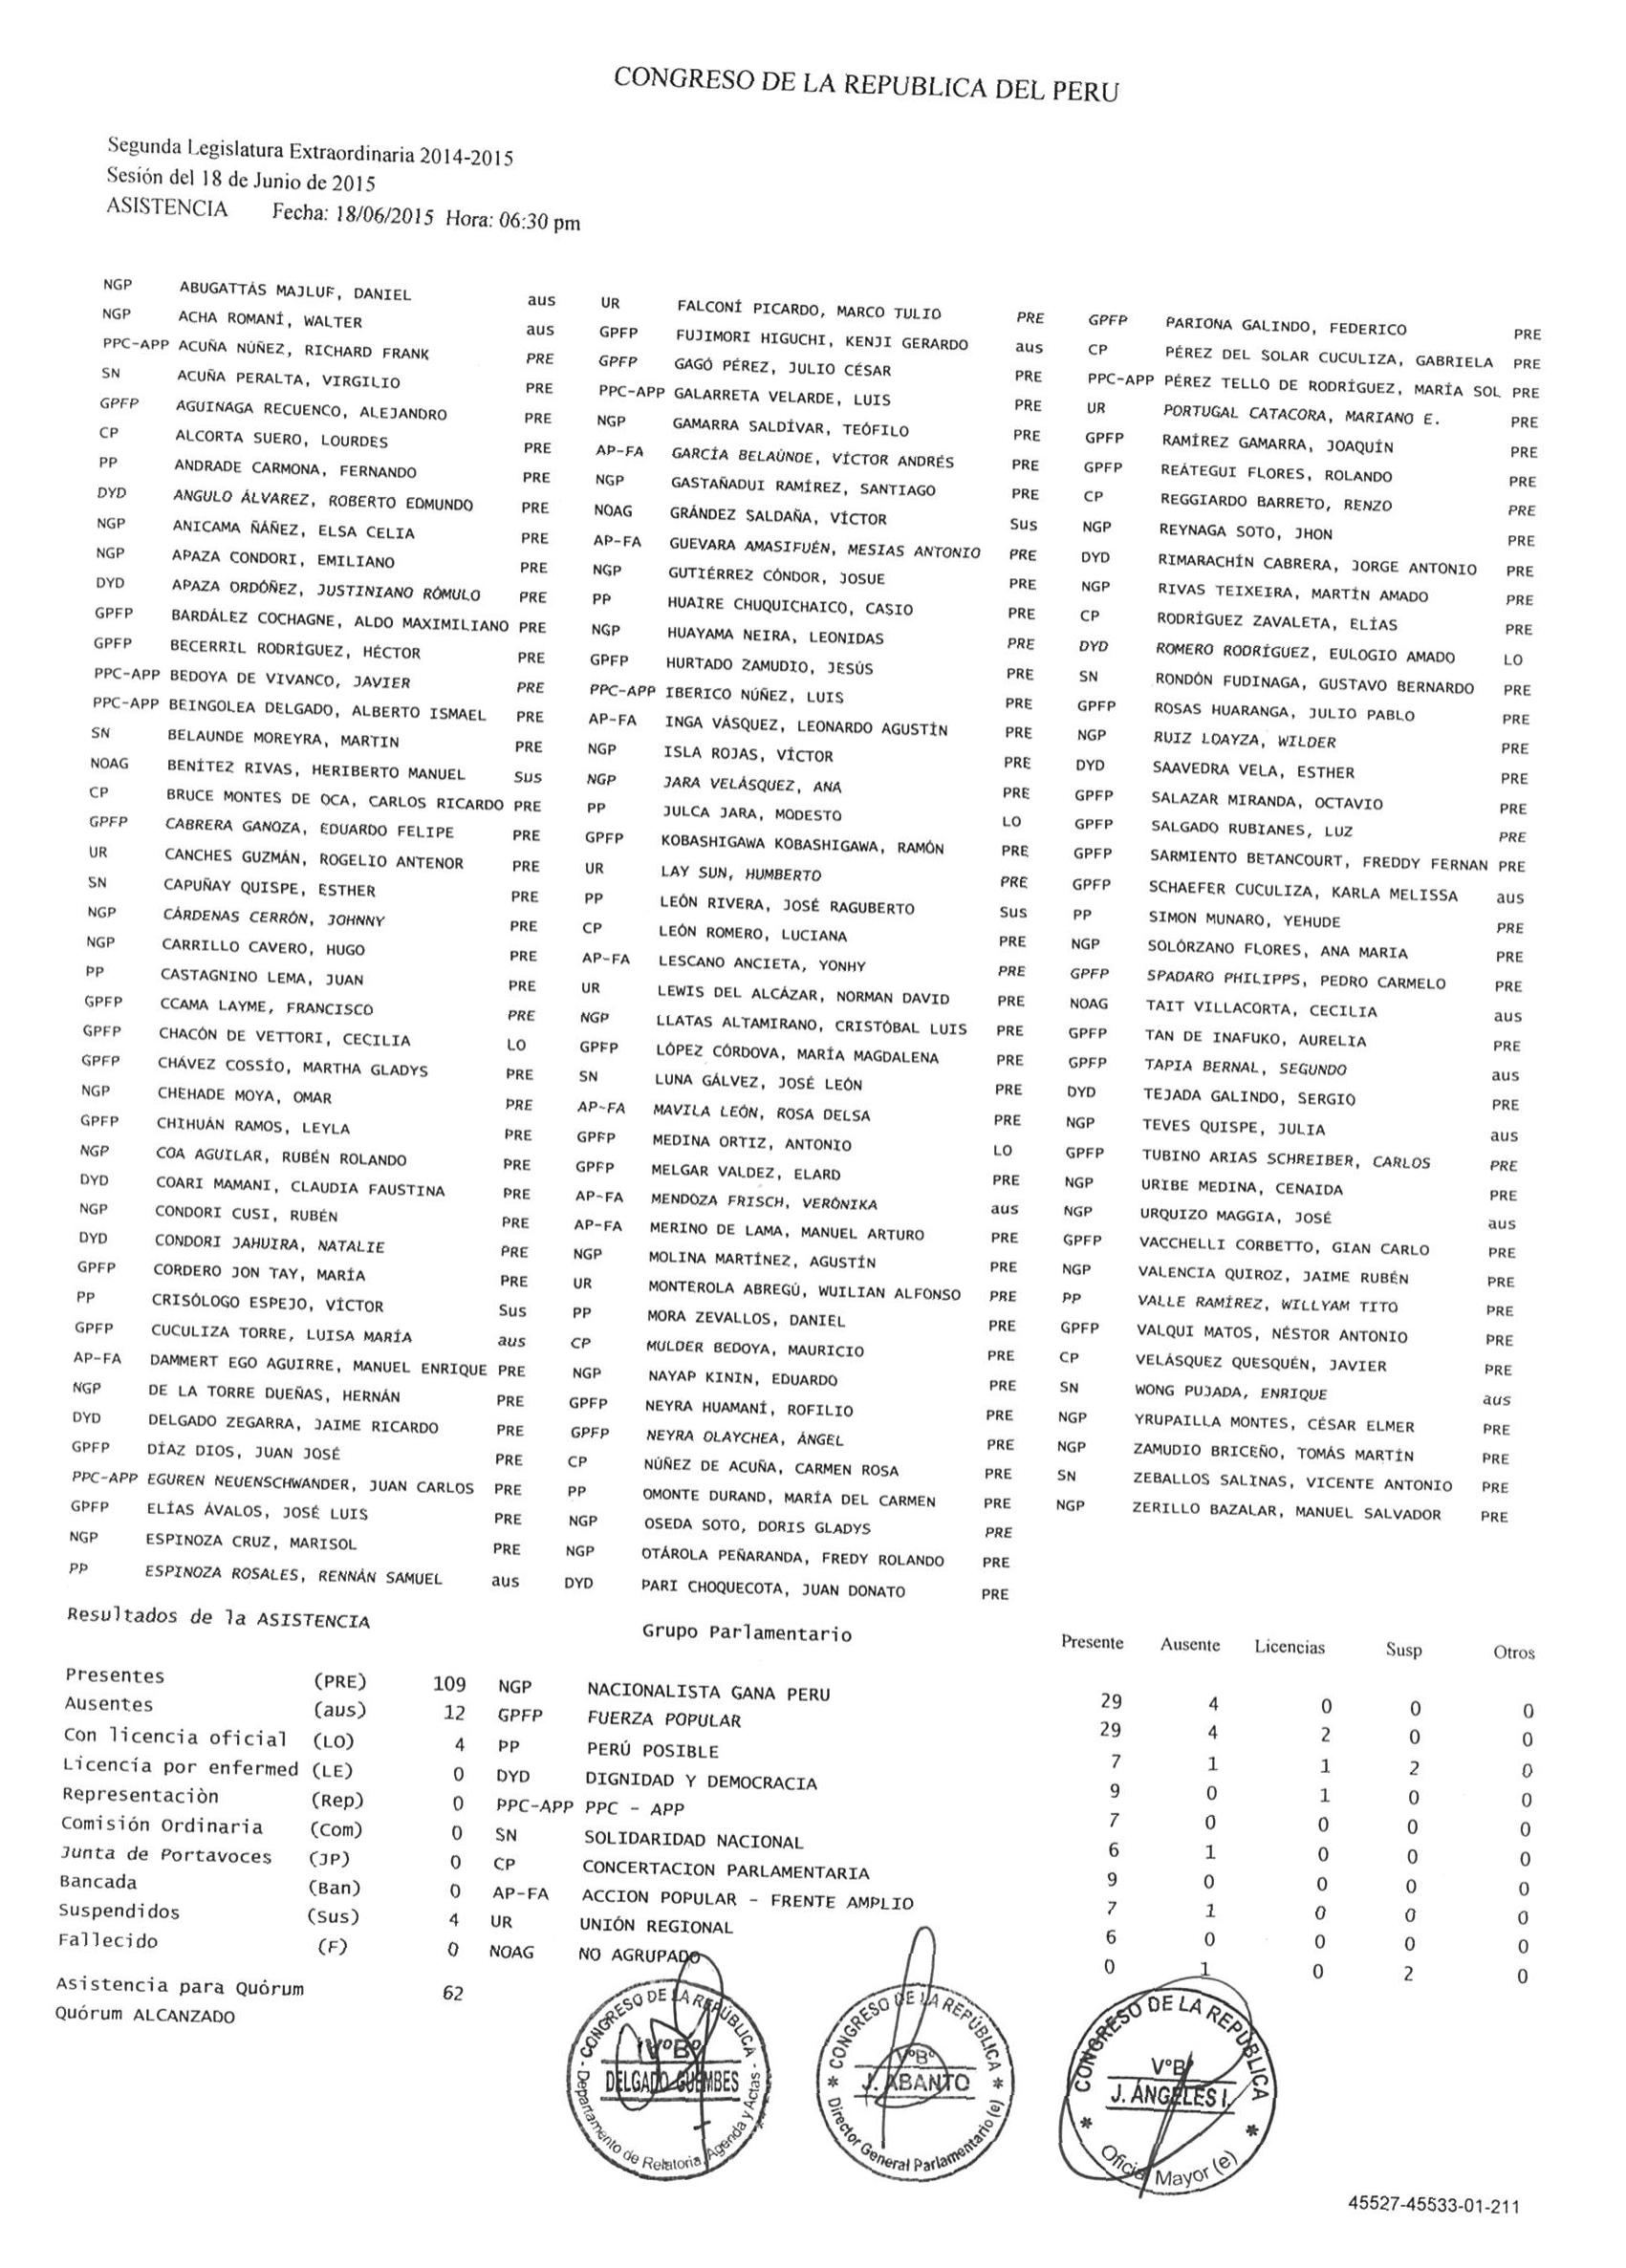 CONGRESO DE LA REPUBLICA DEL PERU
Segunda Legislatura Extraordinaria 2014-2015
Sesión del 18 de Junio de 2015
ASISTENCIA Fecha: 18/06/2015 Hora: 06:30 pm
NGP ABUGATTÁS MAJLUF, DANIEL aus UR FALCONÍ PICARDO, MARCO TULIO PRE GPFP PARIONA GALINDO, FEDERICO PRE
NGP ACHA ROMANÍ, WALTER aus GPFP FUJIMORI HIGUCHI, KENJI GERARDO aus CP PÉREZ DEL SOLAR CUCULIZA, GABRIELA PRE
PPC-APP ACUÑA NÚÑEZ, RICHARD FRANK PRE GPFP GAGÓ PÉREZ, JULIO CÉSAR PRE PPC-APP PÉREZ TELLO DE RODRÍGUEZ, MARÍA SOL PRE
SN ACUÑA PERALTA, VIRGILIO PRE PPC-APP GALARRETA VELARDE, LUIS PRE UR PORTUGAL CATACORA, MARIANO E. PRE
GPFP AGUINAGA RECUENCO, ALEJANDRO PRE NGP GAMARRA SALDÍVAR, TEÓFILO PRE GPFP RAMÍREZ GAMARRA, JOAQUÍN PRE
CP ALCORTA SUERO, LOURDES PRE AP-FA GARCÍA BELAÚNDE, VÍCTOR ANDRÉS PRE GPFP REÁTEGUI FLORES, ROLANDO PRE
PP ANDRADE CARMONA, FERNANDO PRE NGP GASTAÑADUI RAMÍREZ, SANTIAGO PRE CP REGGIARDO BARRETO, RENZO PRE
DYD ANGULO ÁLVAREZ, ROBERTO EDMUNDO PRE NOAG GRÁNDEZ SALDAÑA, VÍCTOR Sus NGP REYNAGA SOTO, JHON PRE
NGP ANICAMA ÑÁÑEZ, ELSA CELIA PRE AP-FA GUEVARA AMASIFUÉN, MESIAS ANTONIO PRE DYD RIMARACHÍN CABRERA, JORGE ANTONIO PRE
NGP APAZA CONDORI, EMILIANO PRE NGP GUTIÉRREZ CÓNDOR, JOSUE PRE NGP RIVAS TEIXEIRA, MARTÍN AMADO PRE
DYD APAZA ORDÓÑEZ, JUSTINIANO RÓMULO PRE PP HUAIRE CHUQUICHAICO, CASIO PRE CP RODRÍGUEZ ZAVALETA, ELÍAS PRE
GPFP BARDÁLEZ COCHAGNE, ALDO MAXIMILIANO PRE NGP HUAYAMA NEIRA, LEONIDAS PRE DYD ROMERO RODRÍGUEZ, EULOGIO AMADO LO
GPFP BECERRIL RODRÍGUEZ, HÉCTOR PRE GPFP HURTADO ZAMUDIO, JESÚS PRE SN RONDÓN FUDINAGA, GUSTAVO BERNARDO PRE
PPC-APP BEDOYA DE VIVANCO, JAVIER PRE PPC-APP IBERICO NÚÑEZ, LUIS PRE GPFP ROSAS HUARANGA, JULIO PABLO PRE
PPC-APP BEINGOLEA DELGADO, ALBERTO ISMAEL PRE AP-FA INGA VÁSQUEZ, LEONARDO AGUSTÍN PRE NGP RUIZ LOAYZA, WILDER PRE
SN BELAUNDE MOREYRA, MARTIN PRE NGP ISLA ROJAS, VÍCTOR PRE DYD SAAVEDRA VELA, ESTHER PRE
NOAG BENÍTEZ RIVAS, HERIBERTO MANUEL Sus NGP JARA VELÁSQUEZ, ANA PRE GPFP SALAZAR MIRANDA, OCTAVIO PRE
CP BRUCE MONTES DE OCA, CARLOS RICARDO PRE PP JULCA JARA, MODESTO LO GPFP SALGADO RUBIANES, LUZ PRE
GPFP CABRERA GANOZA, EDUARDO FELIPE PRE GPFP KOBASHIGAWA KOBASHIGAWA, RAMÓN PRE GPFP SARMIENTO BETANCOURT, FREDDY FERNAN PRE
UR CANCHES GUZMÁN, ROGELIO ANTENOR PRE UR LAY SUN, HUMBERTO PRE GPFP SCHAEFER CUCULIZA, KARLA MELISSA aus
SN CAPUÑAY QUISPE, ESTHER PRE PP LEÓN RIVERA, JOSÉ RAGUBERTO Sus PP SIMON MUNARO, YEHUDE PRE
NGP CÁRDENAS CERRÓN, JOHNNY PRE CP LEÓN ROMERO, LUCIANA PRE NGP SOLÓRZANO FLORES, ANA MARIA PRE
NGP CARRILLO CAVERO, HUGO PRE AP-FA LESCANO ANCIETA, YONHY PRE GPFP SPADARO PHILIPPS, PEDRO CARMELO PRE
PP CASTAGNINO LEMA, JUAN PRE UR LEWIS DEL ALCÁZAR, NORMAN DAVID PRE NOAG TAIT VILLACORTA, CECILIA aus
GPFP CCAMA LAYME, FRANCISCO PRE NGP LLATAS ALTAMIRANO, CRISTÓBAL LUIS PRE GPFP TAN DE INAFUKO, AURELIA PRE
GPFP CHACÓN DE VETTORI, CECILIA LO GPFP LÓPEZ CÓRDOVA, MARÍA MAGDALENA PRE GPFP TAPIA BERNAL, SEGUNDO aus
GPFP CHÁVEZ COSSÍO, MARTHA GLADYS PRE SN LUNA GÁLVEZ, JOSÉ LEÓN PRE DYD TEJADA GALINDO, SERGIO PRE
NGP CHEHADE MOYA, OMAR PRE AP-FA MAVILA LEÓN, ROSA DELSA PRE NGP TEVES QUISPE, JULIA aus
GPFP CHIHUÁN RAMOS, LEYLA PRE GPFP MEDINA ORTIZ, ANTONIO LO GPFP TUBINO ARIAS SCHREIBER, CARLOS PRE
NGP COA AGUILAR, RUBÉN ROLANDO PRE GPFP MELGAR VALDEZ, ELARD PRE NGP URIBE MEDINA, CENAIDA PRE
DYD COARI MAMANI, CLAUDIA FAUSTINA PRE AP-FA MENDOZA FRISCH, VERÓNIKA aus NGP URQUIZO MAGGIA, JOSÉ aus
NGP CONDORI CUSI, RUBÉN PRE AP-FA MERINO DE LAMA, MANUEL ARTURO PRE GPFP VACCHELLI CORBETTO, GIAN CARLO PRE
DYD CONDORI JAHUIRA, NATALIE PRE NGP MOLINA MARTÍNEZ, AGUSTÍN PRE NGP VALENCIA QUIROZ, JAIME RUBÉN PRE
GPFP CORDERO JON TAY, MARÍA PRE UR MONTEROLA ABREGÚ, WUILIAN ALFONSO PRE PP VALLE RAMÍREZ, WILLYAM TITO PRE
PP CRISÓLOGO ESPEJO, VÍCTOR Sus PP MORA ZEVALLOS, DANIEL PRE GPFP VALQUI MATOS, NÉSTOR ANTONIO PRE
GPFP CUCULIZA TORRE, LUISA MARÍA aus CP MULDER BEDOYA, MAURICIO PRE CP VELÁSQUEZ QUESQUÉN, JAVIER PRE
AP-FA DAMMERT EGO AGUIRRE, MANUEL ENRIQUE PRE NGP NAYAP KININ, EDUARDO PRE SN WONG PUJADA, ENRIQUE aus
NGP DE LA TORRE DUEÑAS, HERNÁN PRE GPFP NEYRA HUAMANÍ, ROFILIO PRE NGP YRUPAILLA MONTES, CÉSAR ELMER PRE
DYD DELGADO ZEGARRA, JAIME RICARDO PRE GPFP NEYRA OLAYCHEA, ÁNGEL PRE NGP ZAMUDIO BRICEÑO, TOMÁS MARTÍN PRE
GPFP DÍAZ DIOS, JUAN JOSÉ PRE CP NÚÑEZ DE ACUÑA, CARMEN ROSA PRE SN ZEBALLOS SALINAS, VICENTE ANTONIO PRE
PPC-APP EGUREN NEUENSCHWANDER, JUAN CARLOS PRE PP OMONTE DURAND, MARÍA DEL CARMEN PRE NGP ZERILLO BAZALAR, MANUEL SALVADOR PRE
GPFP ELÍAS ÁVALOS, JOSÉ LUIS PRE NGP OSEDA SOTO, DORIS GLADYS PRE
NGP ESPINOZA CRUZ, MARISOL PRE NGP OTÁROLA PEÑARANDA, FREDY ROLANDO PRE
PP ESPINOZA ROSALES, RENNÁN SAMUEL aus DYD PARI CHOQUECOTA, JUAN DONATO PRE
Resultados de la ASISTENCIA Grupo Parlamentario Presente Ausente Licencias Susp Otros
Presentes (PRE) 109 NGP NACIONALISTA GANA PERU 29 4 0 0 0
Ausentes (aus) 12 GPFP FUERZA POPULAR 29 4 2 0 0
Con licencia oficial (LO) 4 PP PERÚ POSIBLE 7 1 1 2 0
Licencía por enfermed (LE) 0 DYD DIGNIDAD Y DEMOCRACIA 9 0 1 0 0
Representaciòn (Rep) 0 PPC-APP PPC - APP 7 0 0 0 0
Comisión Ordinaria (Com) 0 SN SOLIDARIDAD NACIONAL 6 1 0 0 0
Junta de Portavoces (JP) 0 CP CONCERTACION PARLAMENTARIA 9 0 0 0 0
Bancada (Ban) 0 AP-FA ACCION POPULAR - FRENTE AMPLIO 7 1 0 0 0
Suspendidos (Sus) 4 UR UNIÓN REGIONAL 6 0 0 0 0
Fallecido (F) 0 NOAG NO AGRUPADO 0 1 0 2 0
Asistencia para Quórum 62
Quórum ALCANZADO
- CONGRESO DE LA REPÚBLICA -
VºBº
DELGADO GUEMBES
Departamento de Relatoria, Agenda y Actas
* CONGRESO DE LA REPÚBLICA *
VºBº
J. ABANTO
Director General Parlamentario (e)
* CONGRESO DE LA REPÚBLICA *
VºBº
J. ÁNGELES I.
Oficial Mayor (e)
45527-45533-01-211